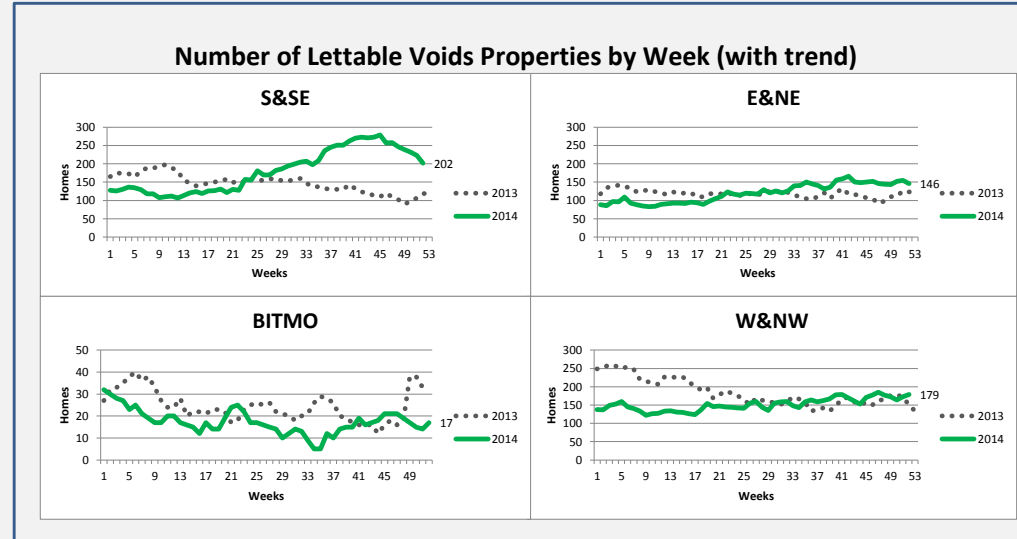 Number of Lettable Voids Properties by Week (with trend)
S&SE
300
250
200
150
100
50
0
Homes
202
1 5 9 13 17 21 25 29 33 37 41 45 49 53
Weeks
2013
2014
E&NE
300
250
200
150
100
50
0
Homes
146
1 5 9 13 17 21 25 29 33 37 41 45 49 53
Weeks
2013
2014
BITMO
50
40
30
20
10
0
Homes
17
1 5 9 13 17 21 25 29 33 37 41 45 49
Weeks
2013
2014
W&NW
300
250
200
150
100
50
0
Homes
179
1 5 9 13 17 21 25 29 33 37 41 45 49 53
Weeks
2013
2014